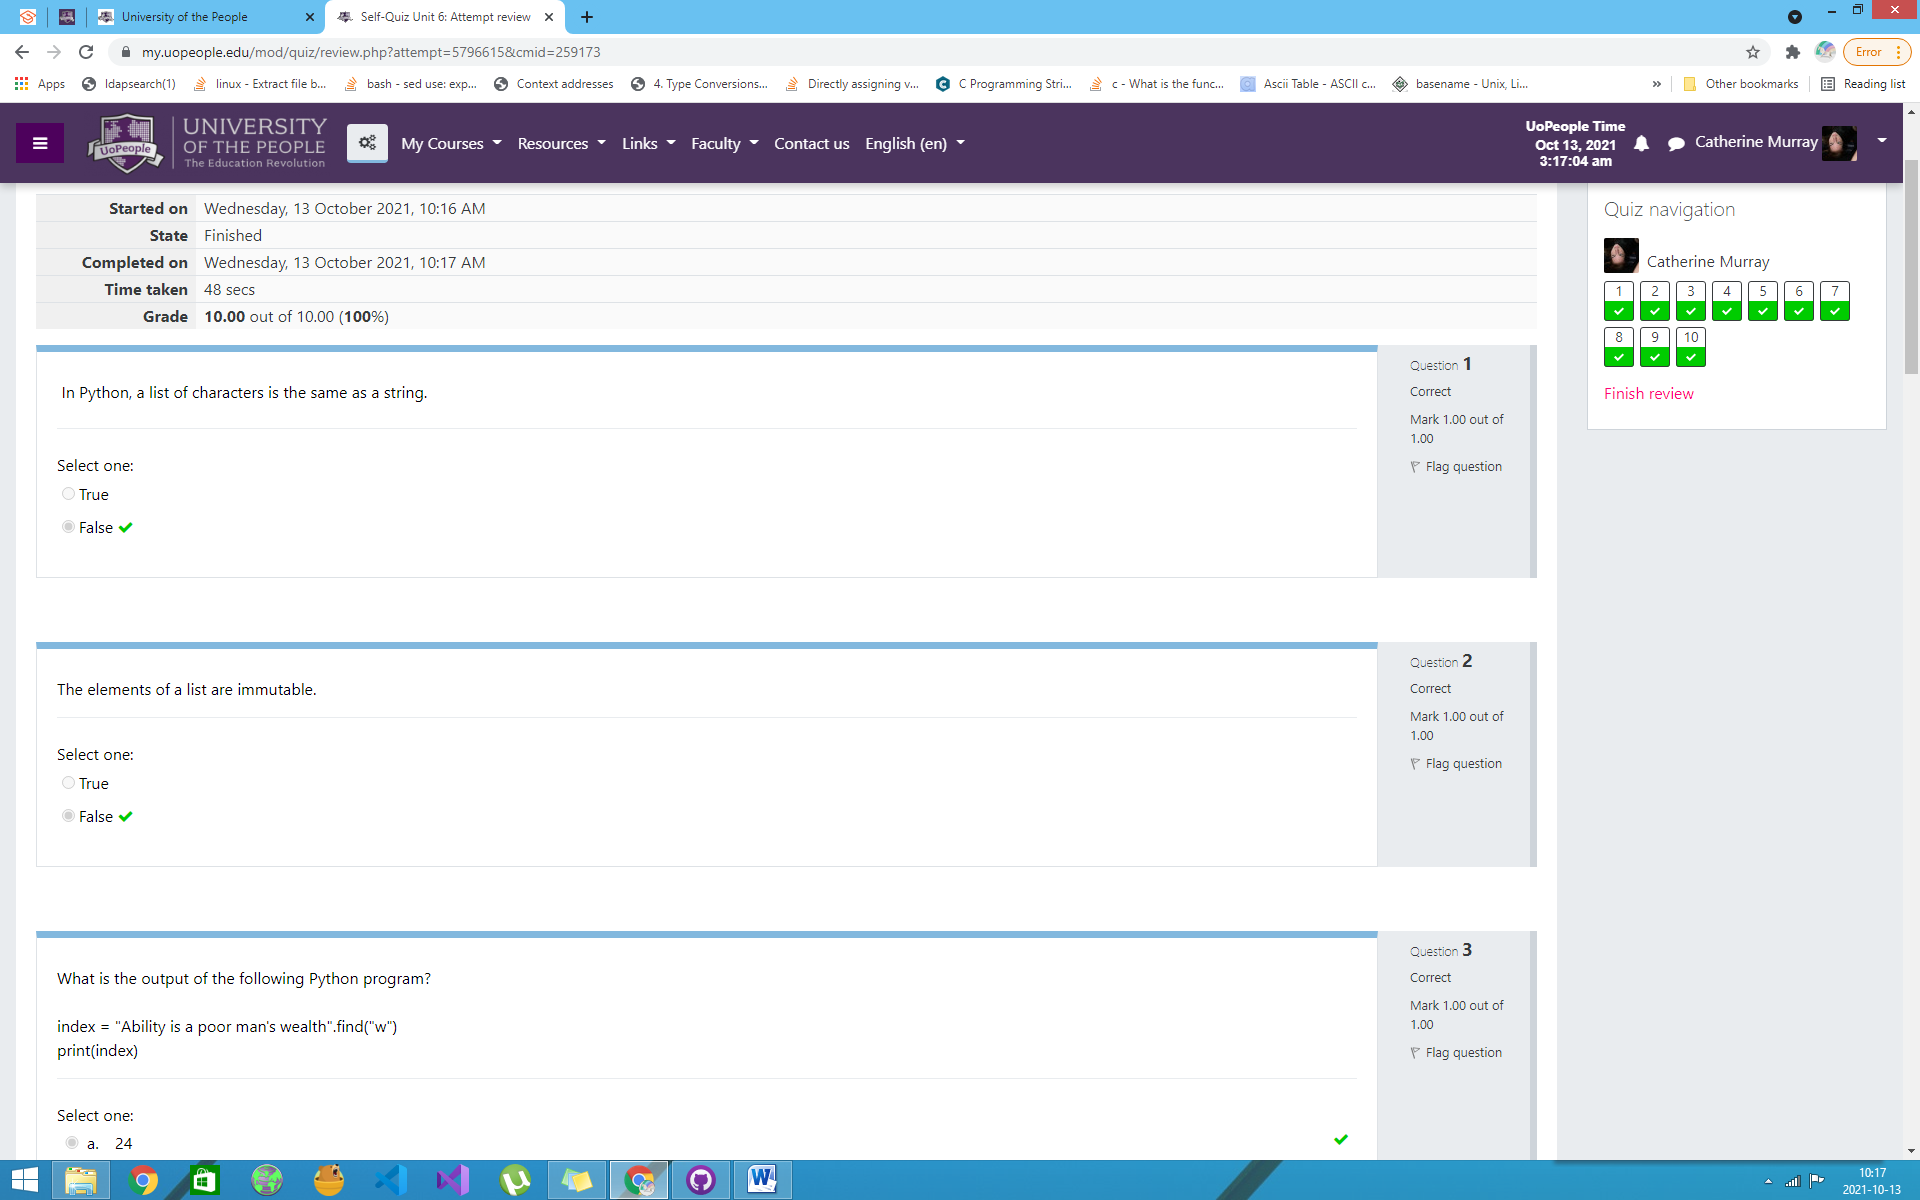 University of the People
Self-Quiz Unit 6: Attempt review
my.uopeople.edu/mod/quiz/review.php?attempt=5796615&cmid=259173
Error
Apps
ldapsearch(1)
linux - Extract file b...
bash - sed use: exp...
Context addresses
4. Type Conversions...
Directly assigning v...
C Programming Stri...
c - What is the func...
Ascii Table - ASCII c...
basename - Unix, Li...
»
Other bookmarks
Reading list
UoPeople
UNIVERSITY
OF THE PEOPLE
The Education Revolution
My Courses
Resources
Links
Faculty
Contact us
English (en)
UoPeople Time
Oct 13, 2021
3:17:04 am
Catherine Murray
Started on Wednesday, 13 October 2021, 10:16 AM
State Finished
Completed on Wednesday, 13 October 2021, 10:17 AM
Time taken 48 secs
Grade 10.00 out of 10.00 (100%)
Quiz navigation
Catherine Murray
1 2 3 4 5 6 7
8 9 10
Finish review
In Python, a list of characters is the same as a string.
Select one:
True
False
Question 1
Correct
Mark 1.00 out of
1.00
Flag question
The elements of a list are immutable.
Select one:
True
False
Question 2
Correct
Mark 1.00 out of
1.00
Flag question
What is the output of the following Python program?
index = "Ability is a poor man's wealth".find("w")
print(index)
Select one:
a. 24
Question 3
Correct
Mark 1.00 out of
1.00
Flag question
10:17
2021-10-13